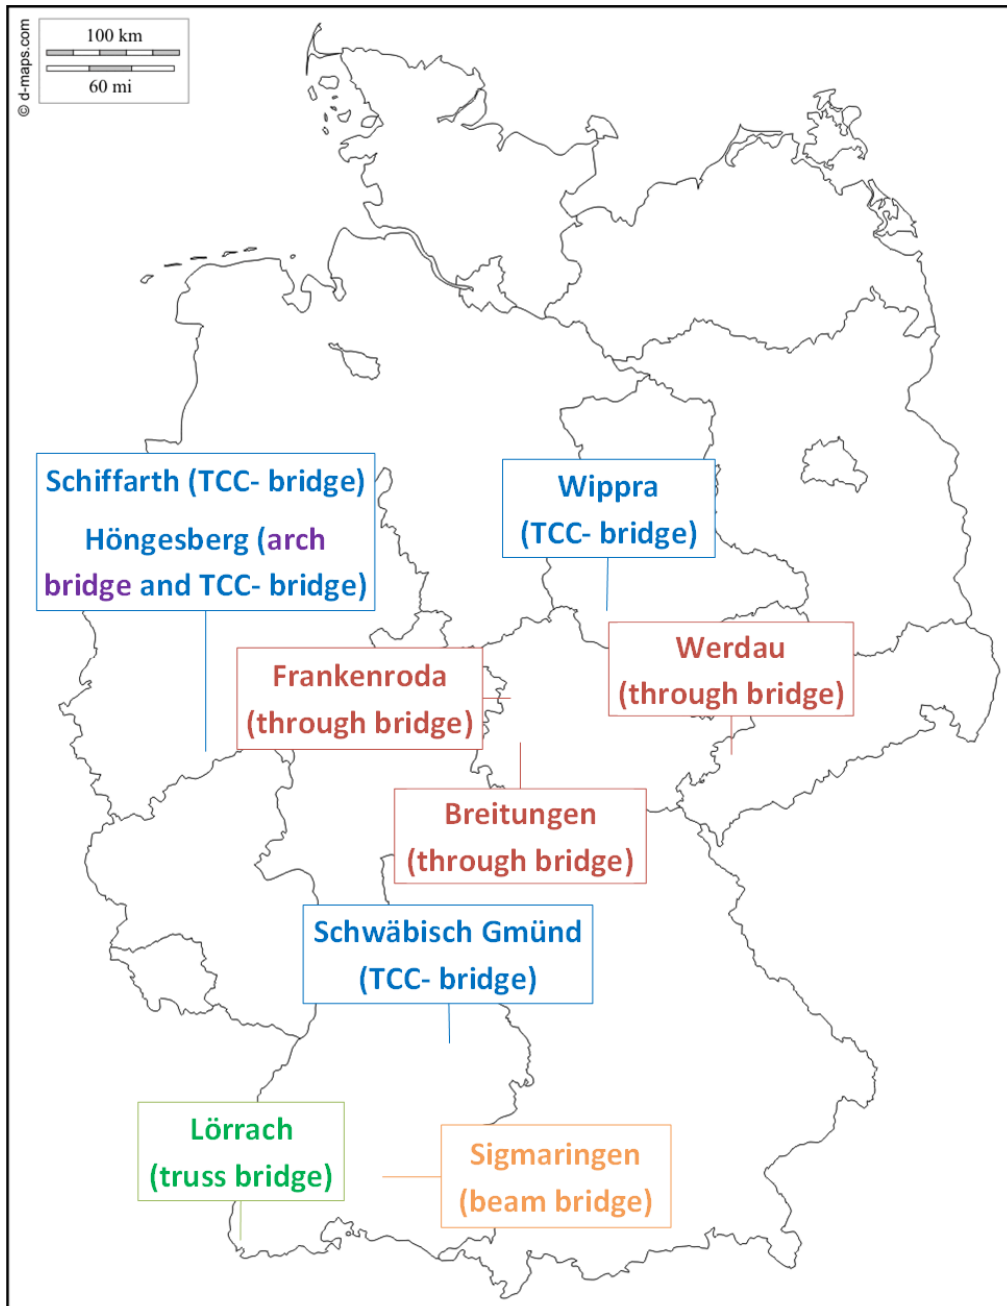 © d-maps.com
100 km
60 mi
Schiffarth (TCC- bridge)
Höngesberg (arch
bridge and TCC- bridge)
Wippra
(TCC- bridge)
Frankenroda
(through bridge)
Werdau
(through bridge)
Breitungen
(through bridge)
Schwäbisch Gmünd
(TCC- bridge)
Lörrach
(truss bridge)
Sigmaringen
(beam bridge)